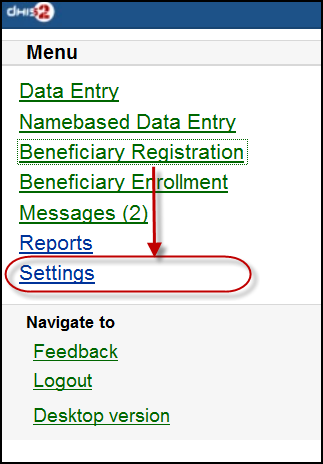 dhis2
Menu
Data Entry
Namebased Data Entry
Beneficiary Registration
Beneficiary Enrollment
Messages (2)
Reports
Settings
Navigate to
Feedback
Logout
Desktop version